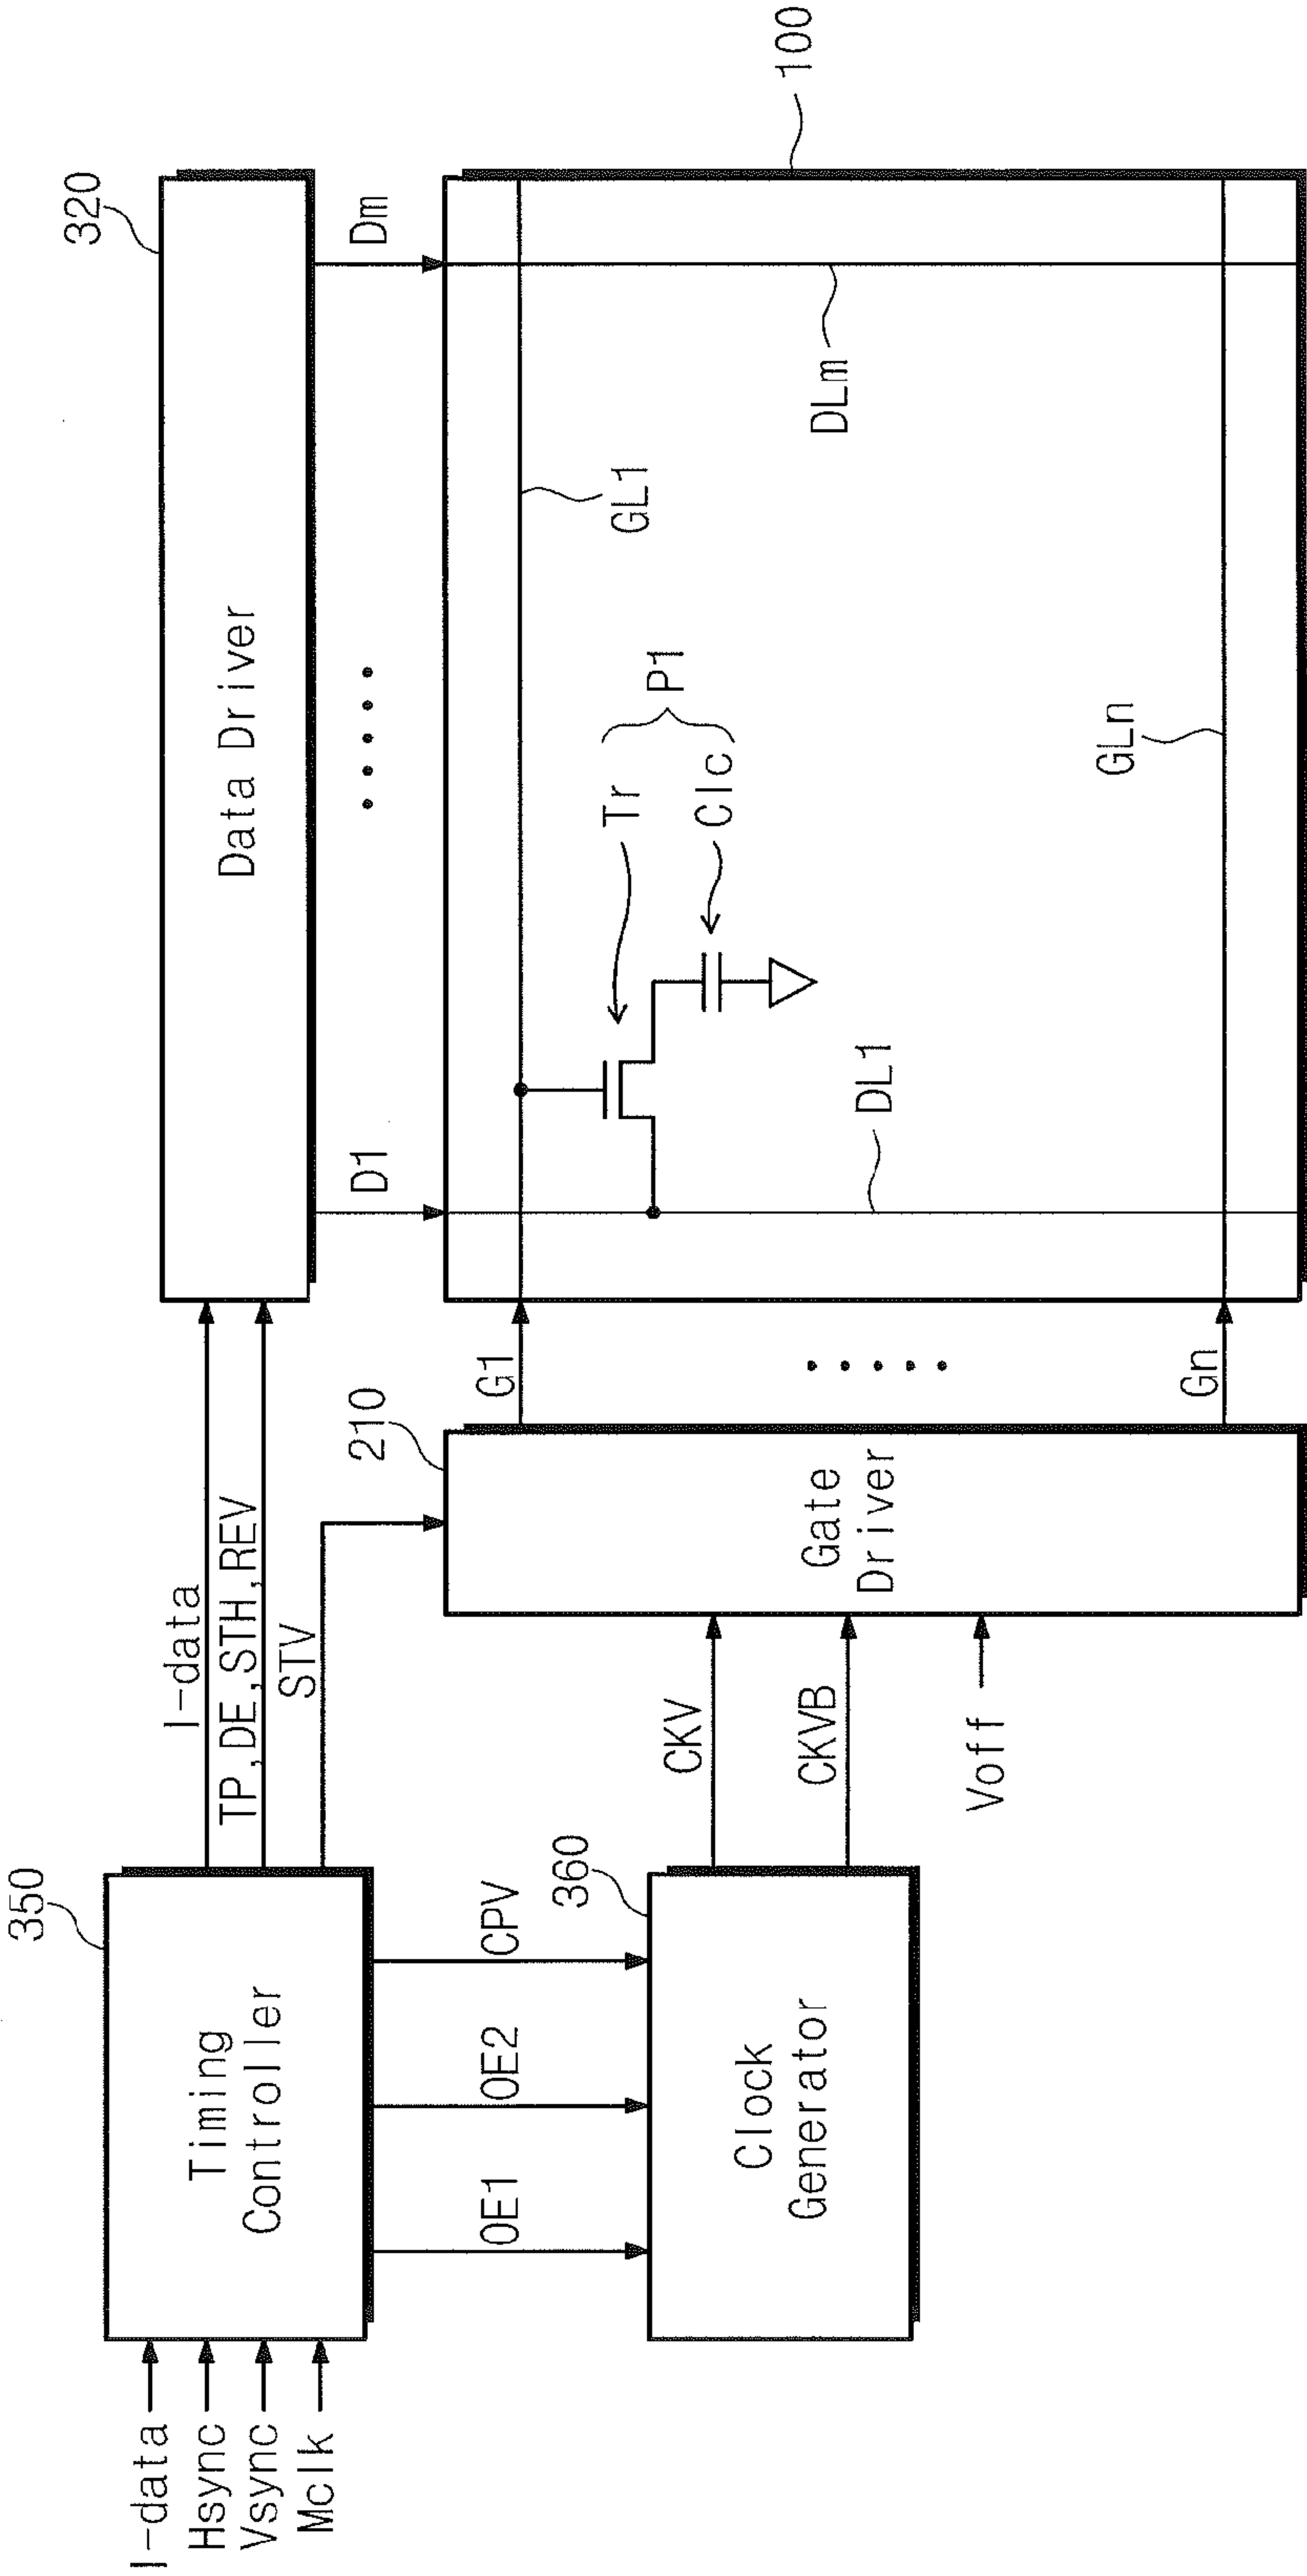 350
320
I-data
Hsync
Vsync
Mclk
Timing
Controller
I-data
TP,DE,STH,REV
STV
Data Driver
OE1
OE2
CPV
210
D1
Dm
360
Clock
Generator
CKV
CKVB
Voff
Gate
Driver
G1
Gn
GL1
Tr
Clc
P1
DL1
DLm
GLn
100